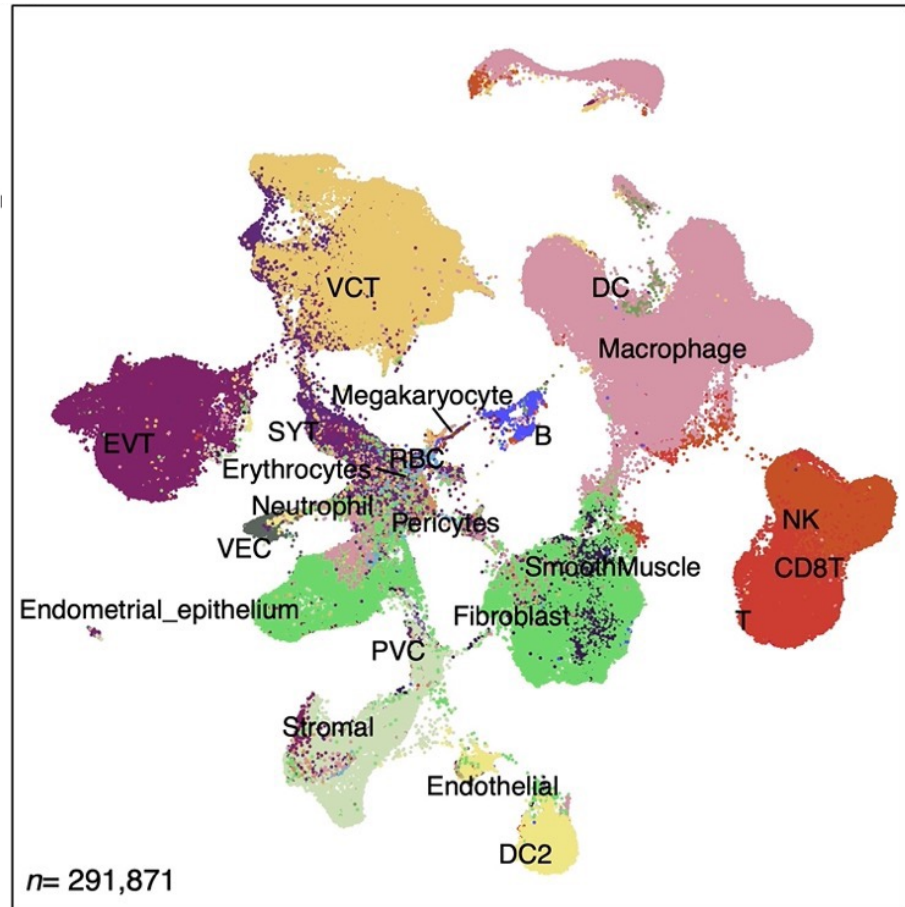 VCT
DC
Macrophage
Megakaryocyte
EVT
SYT
B
RBC
Erythrocytes
Neutrophil
Pericytes
NK
VEC
SmoothMuscle
CD8T
Endometrial_epithelium
Fibroblast
T
PVC
Stromal
Endothelial
DC2
n= 291,871